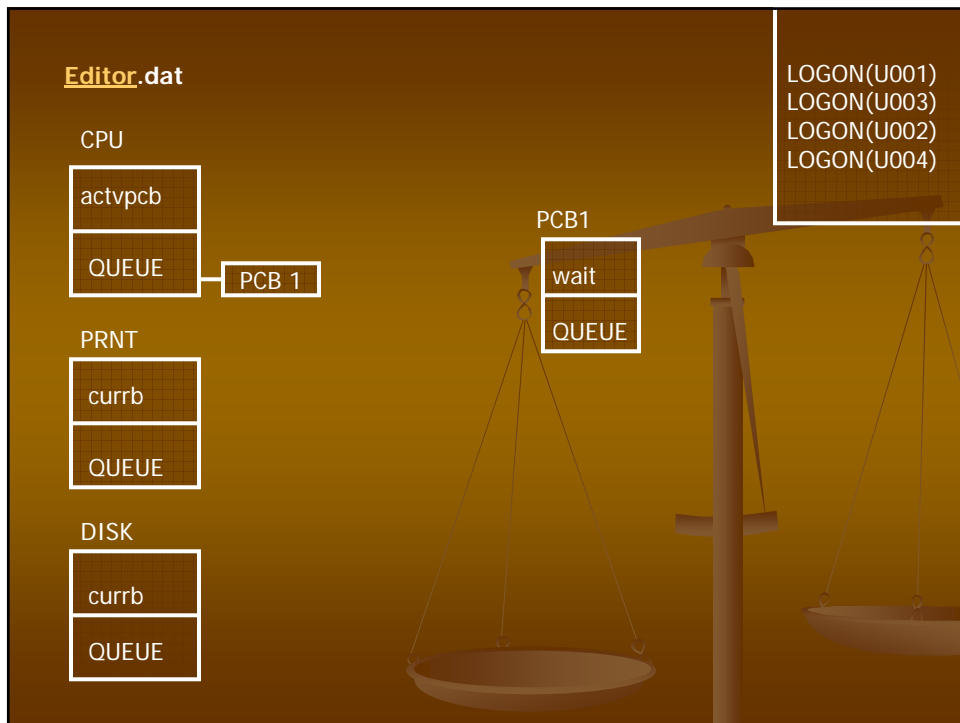 Editor.dat
LOGON(U001)
LOGON(U003)
LOGON(U002)
LOGON(U004)
CPU
actvpcb
QUEUE
PCB 1
PCB1
wait
QUEUE
PRNT
currb
QUEUE
DISK
currb
QUEUE